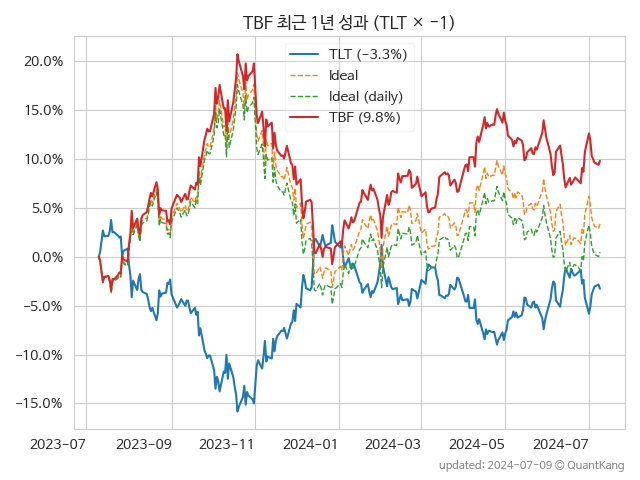 TBF 최근 1년 성과 (TLT × −1)
TLT (−3.3%)
Ideal
Ideal (daily)
TBF (9.8%)
20.0%
15.0%
10.0%
5.0%
0.0%
−5.0%
−10.0%
−15.0%
2023-07 2023-09 2023-11 2024-01 2024-03 2024-05 2024-07
updated: 2024-07-09 © QuantKang